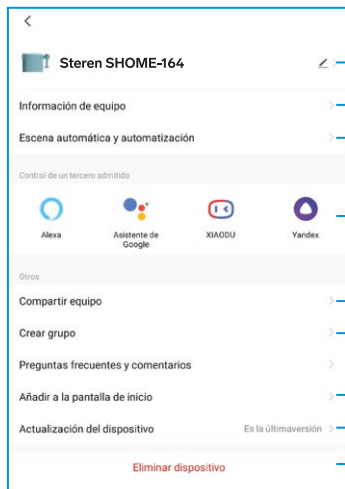 Steren SHOME-164
Información de equipo
Escena automática y automatización
Control de un tercero admitido
Alexa
Asistente de
Google
XIAODU
Yandex
Otros
Compartir equipo
Crear grupo
Preguntas frecuentes y comentarios
Añadir a la pantalla de inicio
Actualización del dispositivo Es la últimaversión
Eliminar dispositivo